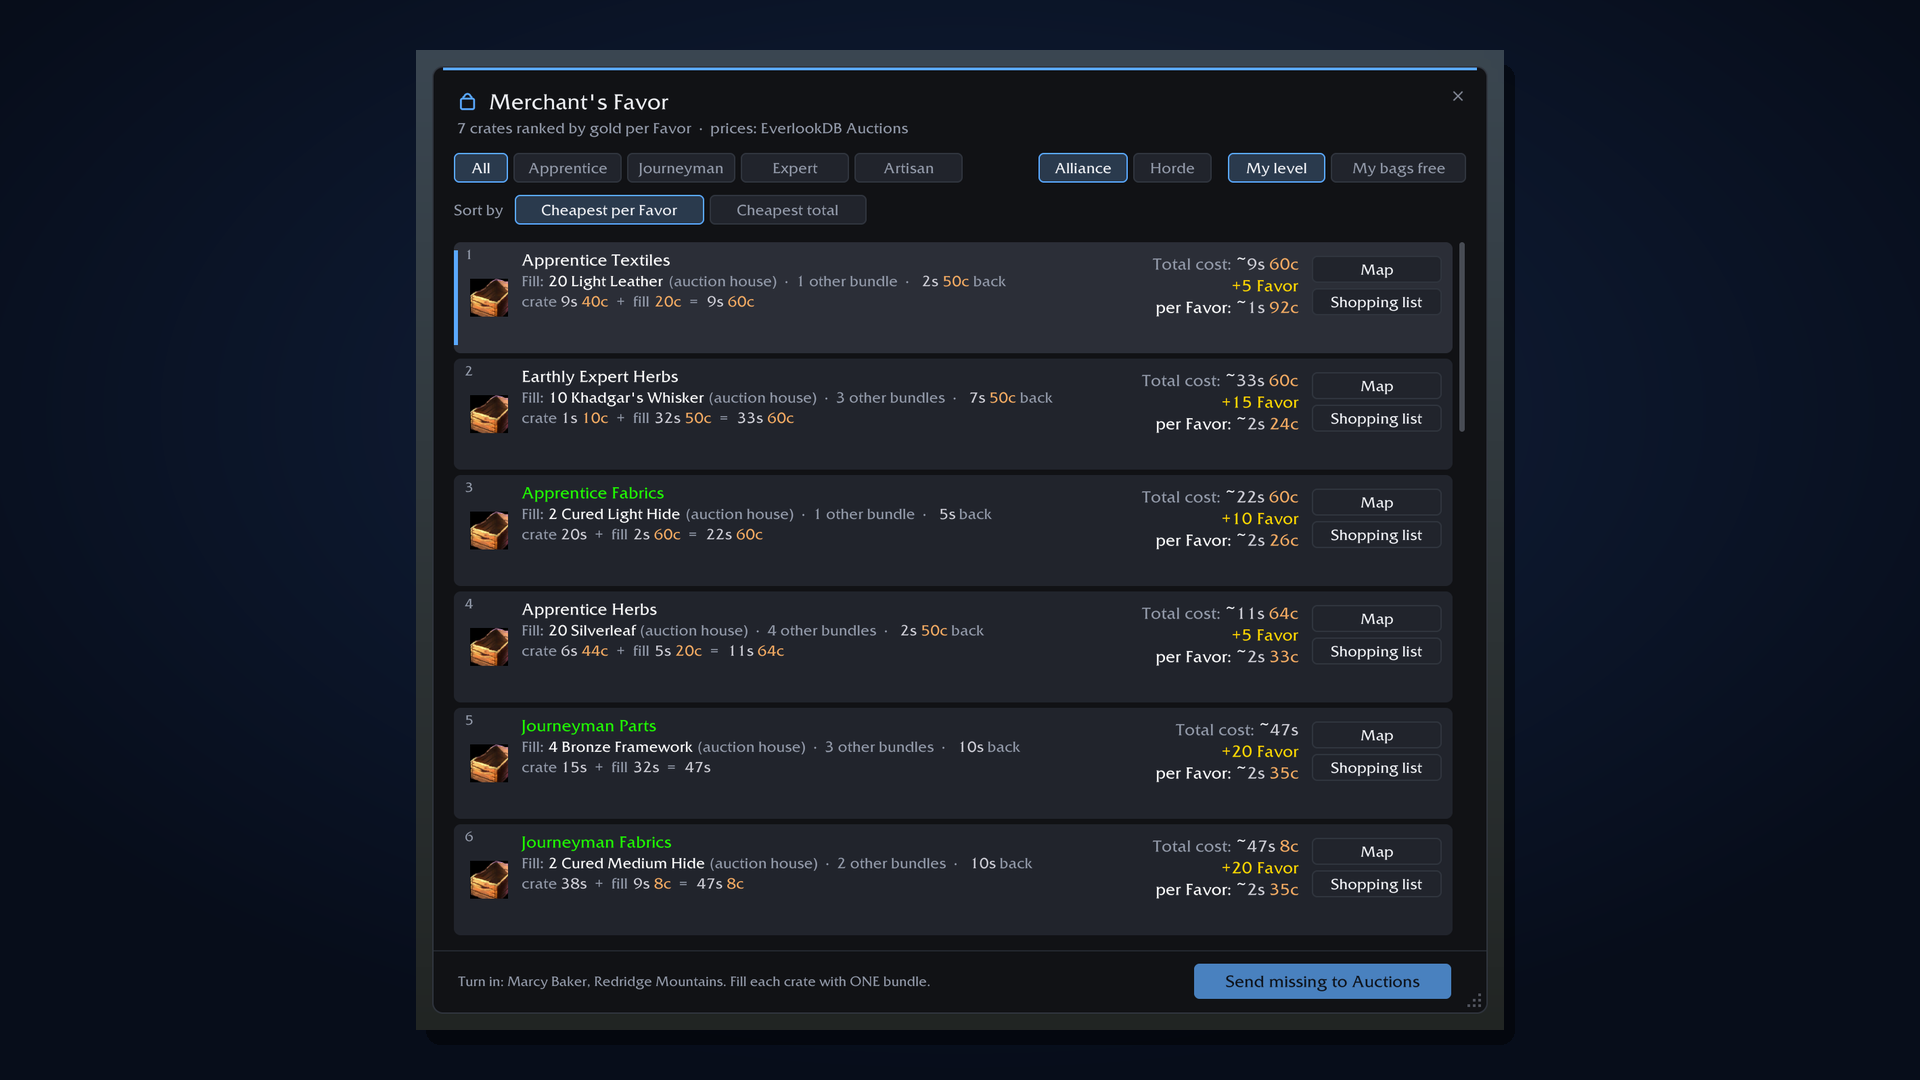 Merchant's Favor
7 crates ranked by gold per Favor · prices: EverlookDB Auctions
All Apprentice Journeyman Expert Artisan Alliance Horde My level My bags free
Sort by Cheapest per Favor Cheapest total
1
Apprentice Textiles
Fill: 20 Light Leather (auction house) · 1 other bundle · 2s 50c back
crate 9s 40c + fill 20c = 9s 60c
Total cost: ~9s 60c
+5 Favor
per Favor: ~1s 92c
Map
Shopping list
2
Earthly Expert Herbs
Fill: 10 Khadgar's Whisker (auction house) · 3 other bundles · 7s 50c back
crate 1s 10c + fill 32s 50c = 33s 60c
Total cost: ~33s 60c
+15 Favor
per Favor: ~2s 24c
Map
Shopping list
3
Apprentice Fabrics
Fill: 2 Cured Light Hide (auction house) · 1 other bundle · 5s back
crate 20s + fill 2s 60c = 22s 60c
Total cost: ~22s 60c
+10 Favor
per Favor: ~2s 26c
Map
Shopping list
4
Apprentice Herbs
Fill: 20 Silverleaf (auction house) · 4 other bundles · 2s 50c back
crate 6s 44c + fill 5s 20c = 11s 64c
Total cost: ~11s 64c
+5 Favor
per Favor: ~2s 33c
Map
Shopping list
5
Journeyman Parts
Fill: 4 Bronze Framework (auction house) · 3 other bundles · 10s back
crate 15s + fill 32s = 47s
Total cost: ~47s
+20 Favor
per Favor: ~2s 35c
Map
Shopping list
6
Journeyman Fabrics
Fill: 2 Cured Medium Hide (auction house) · 2 other bundles · 10s back
crate 38s + fill 9s 8c = 47s 8c
Total cost: ~47s 8c
+20 Favor
per Favor: ~2s 35c
Map
Shopping list
Turn in: Marcy Baker, Redridge Mountains. Fill each crate with ONE bundle.
Send missing to Auctions